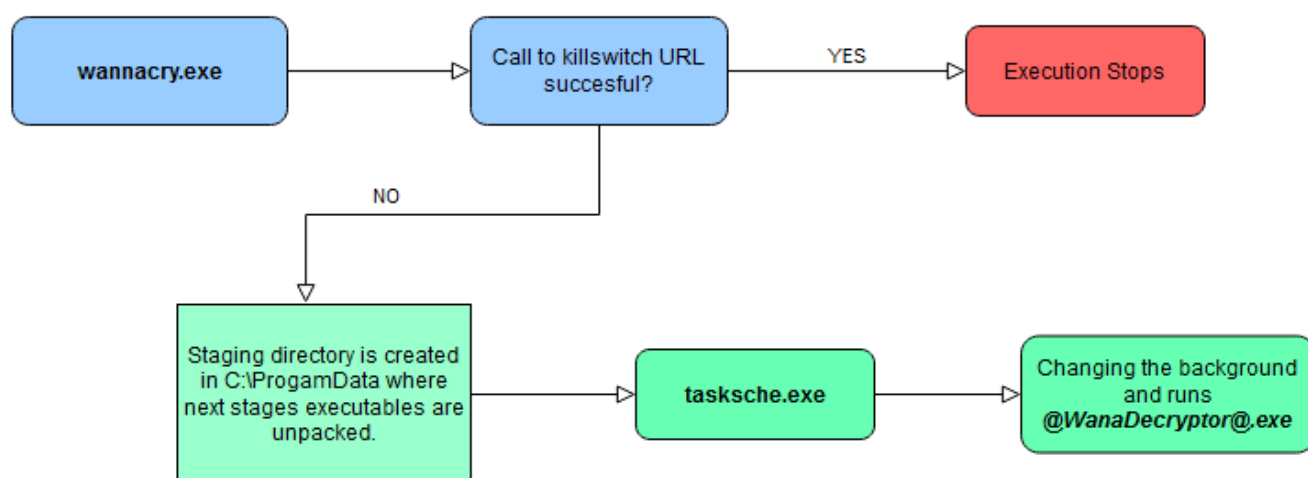 wannacry.exe
Call to killswitch URL
succesful?
YES
Execution Stops
NO
Staging directory is created
in C:\ProgamData where
next stages executables are
unpacked.
tasksche.exe
Changing the background
and runs
@WanaDecryptor@.exe